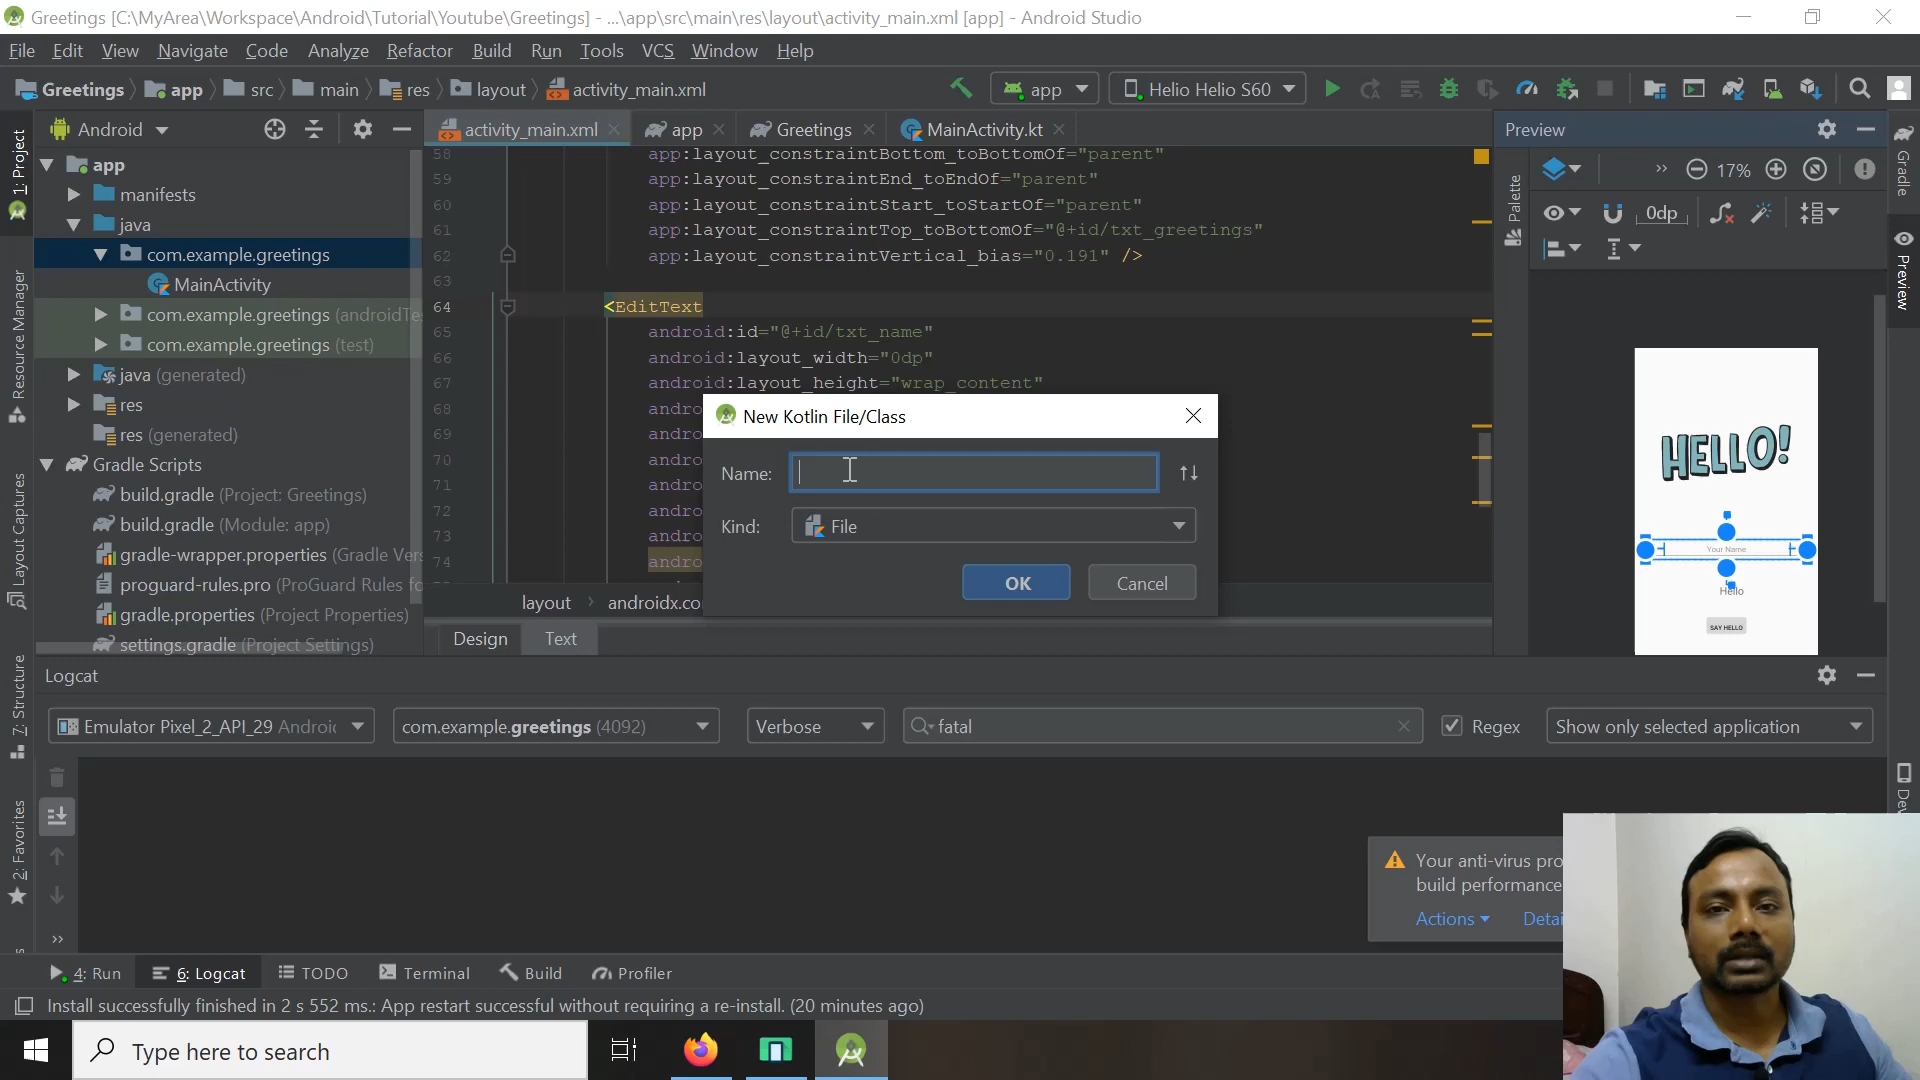 Greetings [C:\MyArea\Workspace\Android\Tutorial\Youtube\Greetings] - ...\app\src\main\res\layout\activity_main.xml [app] - Android Studio
File Edit View Navigate Code Analyze Refactor Build Run Tools VCS Window Help
Greetings app src main res layout activity_main.xml app Helio Helio S60
Android
activity_main.xml app Greetings MainActivity.kt
Preview
1: Project
Resource Manager
Layout Captures
7: Structure
2: Favorites
app
manifests
java
com.example.greetings
MainActivity
com.example.greetings (androidTe
com.example.greetings (test)
java (generated)
res
res (generated)
Gradle Scripts
build.gradle (Project: Greetings)
build.gradle (Module: app)
gradle-wrapper.properties (Gradle Ver
proguard-rules.pro (ProGuard Rules fo
gradle.properties (Project Properties)
settings.gradle (Project Settings)
58 app:layout_constraintBottom_toBottomOf="parent"
59 app:layout_constraintEnd_toEndOf="parent"
60 app:layout_constraintStart_toStartOf="parent"
61 app:layout_constraintTop_toBottomOf="@+id/txt_greetings"
62 app:layout_constraintVertical_bias="0.191" />
63
64 <EditText
65 android:id="@+id/txt_name"
66 android:layout_width="0dp"
67 android:layout_height="wrap_content"
68 andro
69 andro
70 andro
71 andro
72 andro
73 andro
74 andro
New Kotlin File/Class
Name:
Kind: File
OK Cancel
layout androidx.co
Design Text
Palette
17%
0dp
HELLO!
Your Name
Hello
SAY HELLO
Gradle
Preview
Logcat
Emulator Pixel_2_API_29 Androic com.example.greetings (4092) Verbose fatal Regex Show only selected application
Your anti-virus pro
build performance
Actions Detai
4: Run 6: Logcat TODO Terminal Build Profiler
Install successfully finished in 2 s 552 ms.: App restart successful without requiring a re-install. (20 minutes ago)
Type here to search